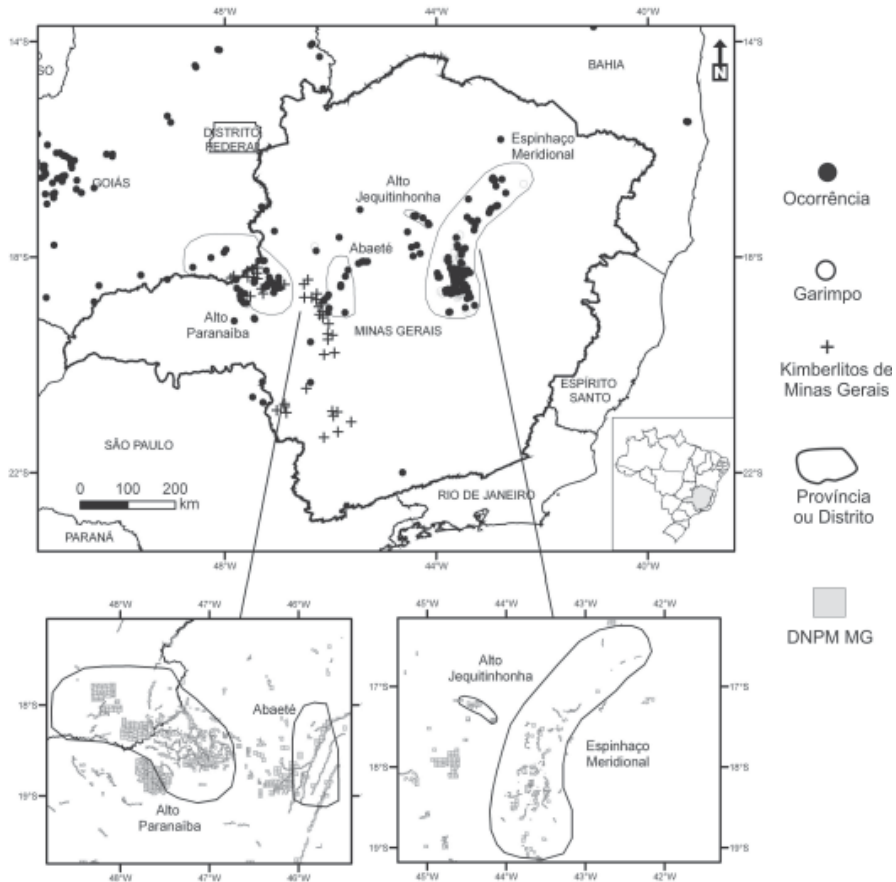 48°W
44°W
40°W
14°S
14°S
SO
BAHIA
N
DISTRITO
FEDERAL
Espinhaço
Meridional
GOIÁS
Alto
Jequitinhonha
Ocorrência
18°S
Abaeté
18°S
Garimpo
Alto
Paranaíba
MINAS GERAIS
Kimberlitos de
Minas Gerais
ESPÍRITO
SANTO
SÃO PAULO
22°S
22°S
0
100
200
km
RIO DE JANEIRO
Província
ou Distrito
PARANÁ
48°W
44°W
40°W
DNPM MG
48°W
47°W
46°W
45°W
44°W
43°W
42°W
Alto
Jequitinhonha
17°S
17°S
18°S
Abaeté
18°S
Espinhaço
Meridional
18°S
19°S
Alto
Paranaíba
19°S
19°S
48°W
47°W
46°W
45°W
44°W
43°W
42°W